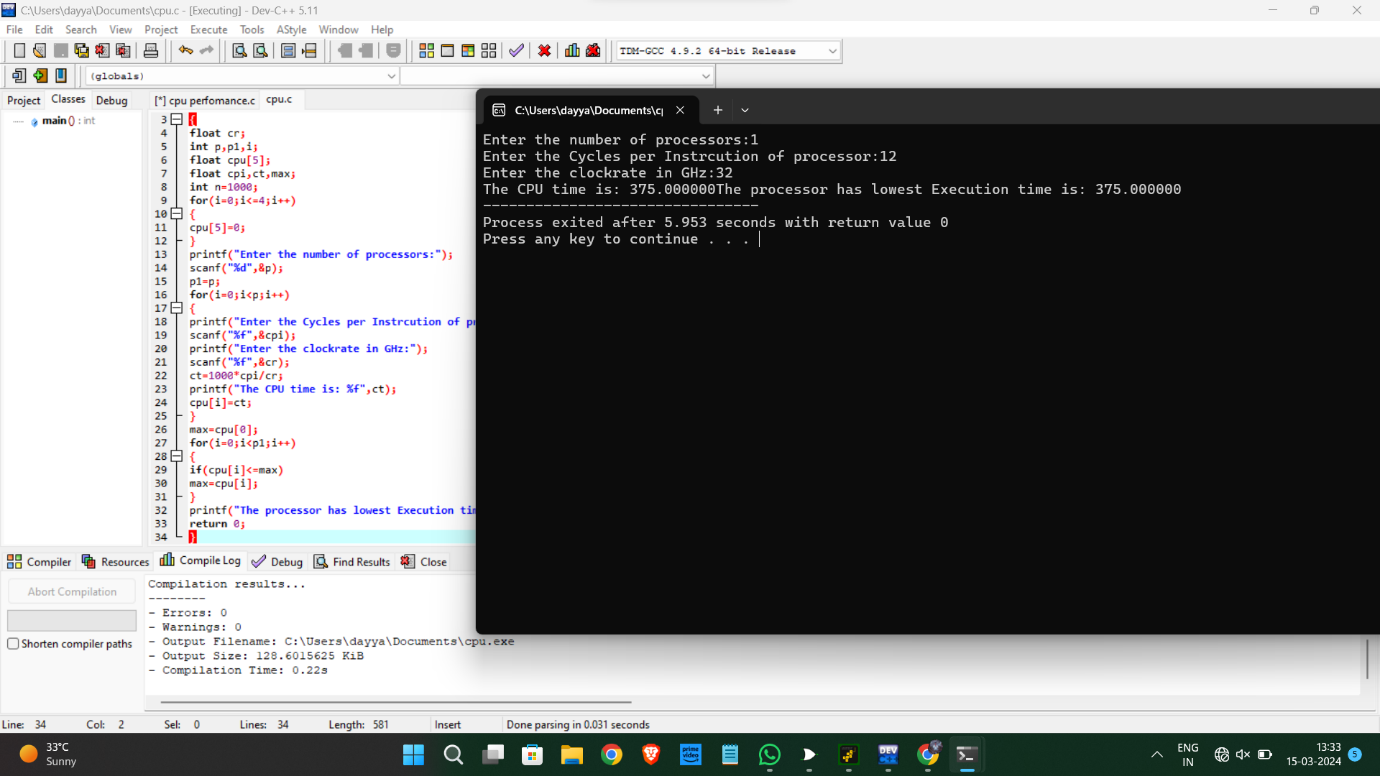 C:\Users\dayya\Documents\cpu.c - [Executing] - Dev-C++ 5.11
File Edit Search View Project Execute Tools AStyle Window Help
TDM-GCC 4.9.2 64-bit Release
(globals)
Project Classes Debug
[*] cpu perfomance.c cpu.c
main () : int
3 {
4 float cr;
5 int p,p1,i;
6 float cpu[5];
7 float cpi,ct,max;
8 int n=1000;
9 for(i=0;i<=4;i++)
10 {
11 cpu[5]=0;
12 }
13 printf("Enter the number of processors:");
14 scanf("%d",&p);
15 p1=p;
16 for(i=0;i<p;i++)
17 {
18 printf("Enter the Cycles per Instrcution of
19 scanf("%f",&cpi);
20 printf("Enter the clockrate in GHz:");
21 scanf("%f",&cr);
22 ct=1000*cpi/cr;
23 printf("The CPU time is: %f",ct);
24 cpu[i]=ct;
25 }
26 max=cpu[0];
27 for(i=0;i<p1;i++)
28 {
29 if(cpu[i]<=max)
30 max=cpu[i];
31 }
32 printf("The processor has lowest Execution
33 return 0;
34 }
C:\Users\dayya\Documents\c
Enter the number of processors:1
Enter the Cycles per Instrcution of processor:12
Enter the clockrate in GHz:32
The CPU time is: 375.000000The processor has lowest Execution time is: 375.000000
--------------------------------
Process exited after 5.953 seconds with return value 0
Press any key to continue . . .
Compiler Resources Compile Log Debug Find Results Close
Abort Compilation
Shorten compiler paths
Compilation results...
--------
- Errors: 0
- Warnings: 0
- Output Filename: C:\Users\dayya\Documents\cpu.exe
- Output Size: 128.6015625 KiB
- Compilation Time: 0.22s
Line: 34 Col: 2 Sel: 0 Lines: 34 Length: 581 Insert Done parsing in 0.031 seconds
33°C
Sunny
prime video
DEV C++
ENG
IN
13:33
15-03-2024
5